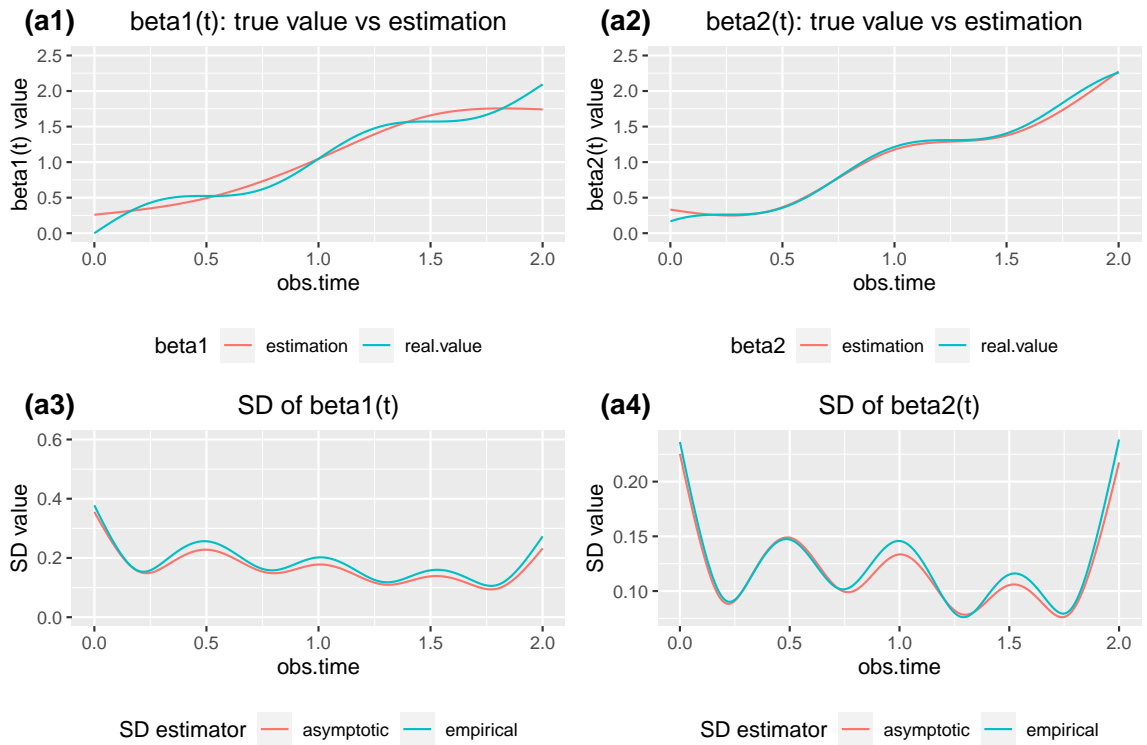 (a1) beta1(t): true value vs estimation
beta1(t) value
2.5
2.0
1.5
1.0
0.5
0.0
0.0 0.5 1.0 1.5 2.0
obs.time
beta1 estimation real.value
(a2) beta2(t): true value vs estimation
beta2(t) value
2.5
2.0
1.5
1.0
0.5
0.0
0.0 0.5 1.0 1.5 2.0
obs.time
beta2 estimation real.value
(a3) SD of beta1(t)
SD value
0.6
0.4
0.2
0.0
0.0 0.5 1.0 1.5 2.0
obs.time
SD estimator asymptotic empirical
(a4) SD of beta2(t)
SD value
0.20
0.15
0.10
0.0 0.5 1.0 1.5 2.0
obs.time
SD estimator asymptotic empirical